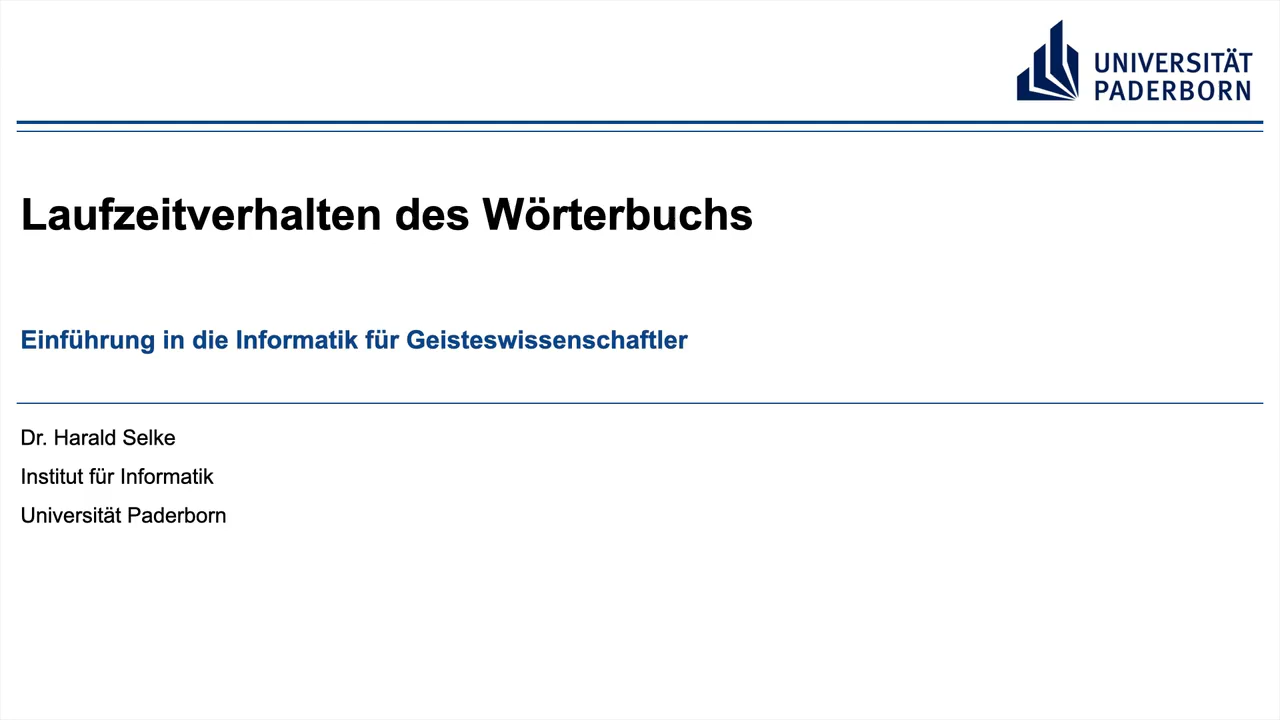 UNIVERSITÄT
PADERBORN
Laufzeitverhalten des Wörterbuchs
Einführung in die Informatik für Geisteswissenschaftler
Dr. Harald Selke
Institut für Informatik
Universität Paderborn